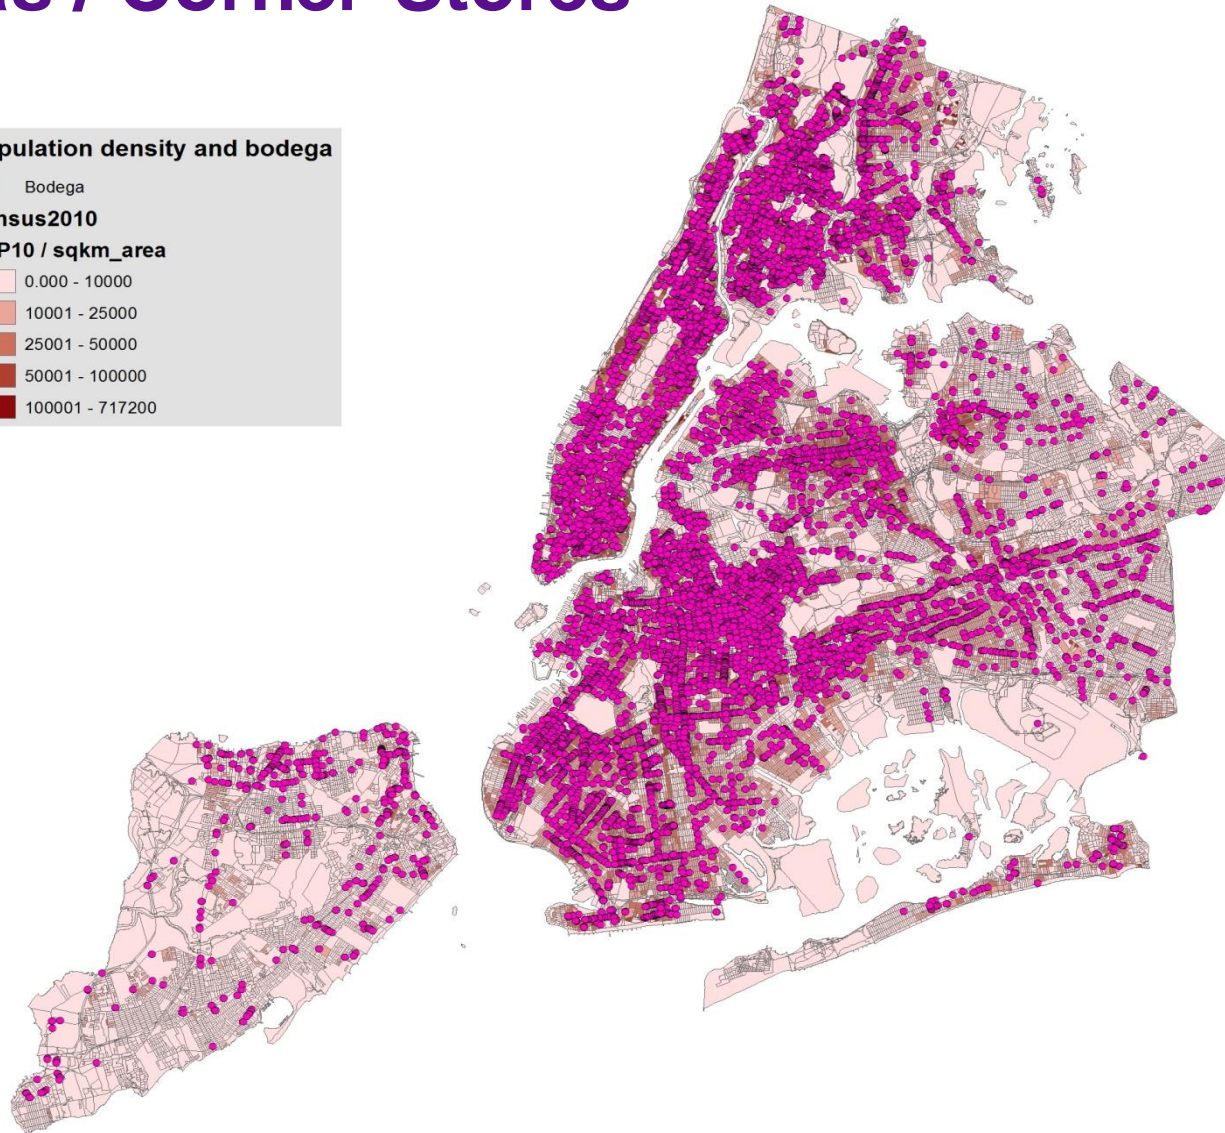 as / Corner Stores
pulation density and bodega
Bodega
nsus2010
P10 / sqkm_area
0.000 - 10000
10001 - 25000
25001 - 50000
50001 - 100000
100001 - 717200